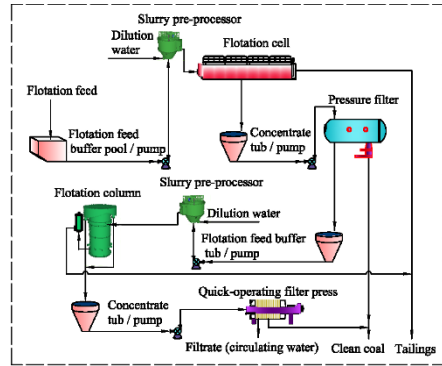 Slurry pre-processor
Dilution
water
Flotation cell
Flotation feed
Pressure filter
Flotation feed
buffer pool / pump
Concentrate
tub / pump
Slurry pre-processor
Flotation column
Dilution water
Flotation feed buffer
tub / pump
Concentrate
tub / pump
Quick-operating filter press
Filtrate (circulating water)
Clean coal
Tailings